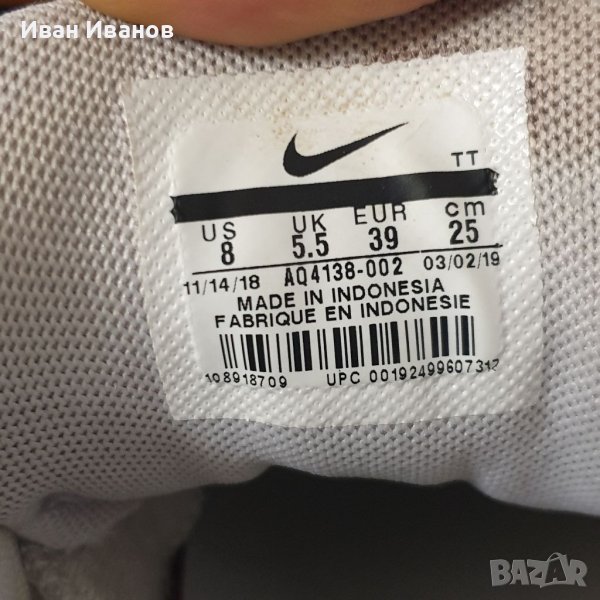 Иван Иванов
TT
US UK EUR cm
8 5.5 39 25
11/14/18 AQ4138-002 03/02/19
MADE IN INDONESIA
FABRIQUE EN INDONESIE
108918709 UPC 00192499607312
BAZAR